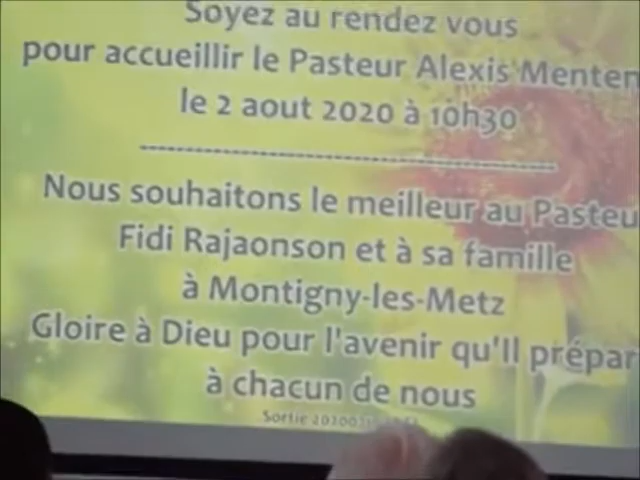 Soyez au rendez vous
pour accueillir le Pasteur Alexis Menten
le 2 aout 2020 à 10h30
--------------------------------------------------
Nous souhaitons le meilleur au Pasteu
Fidi Rajaonson et à sa famille
à Montigny-les-Metz
Gloire à Dieu pour l'avenir qu'Il prépar
à chacun de nous
Sortie